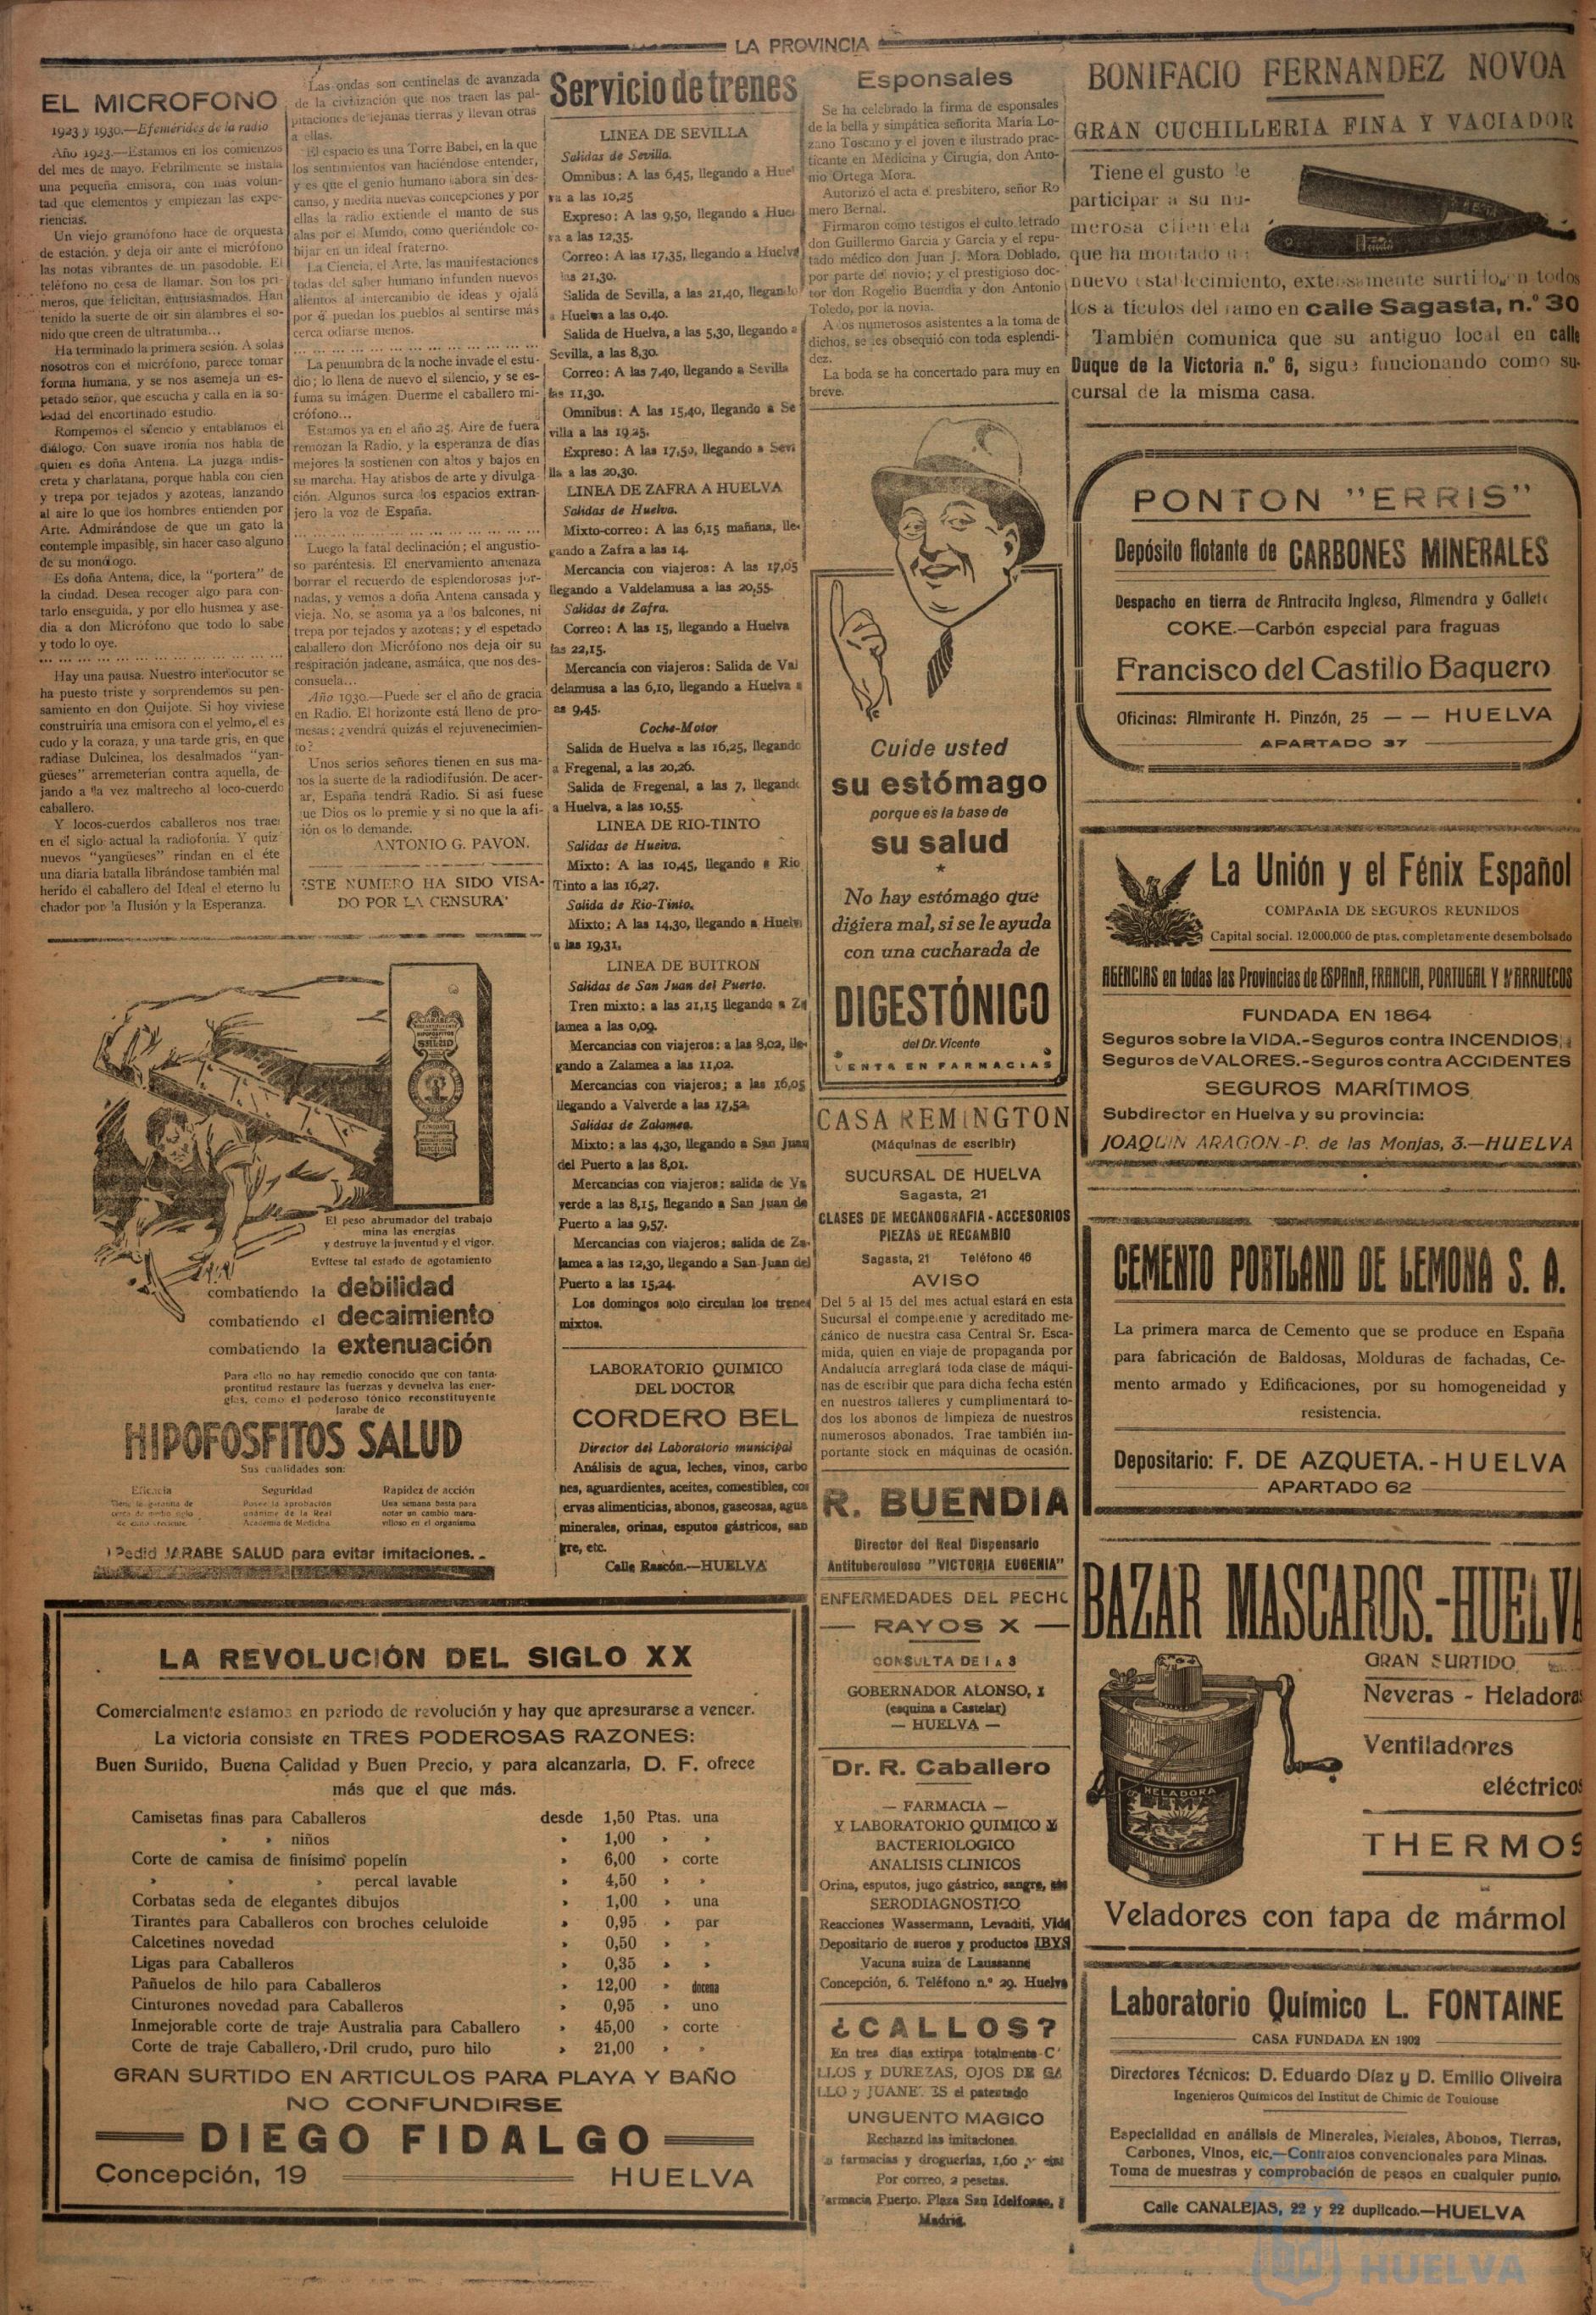 LA PROVINCIA
EL MICROFONO
1923 y 1930.—Efemérides de la radio
Año 1923.—Estamos en los comienzos
del mes de mayo. Febrilmente se instala
una pequeña emisora, con más volun-
tad que elementos y empiezan las expe-
riencias.
Un viejo gramófono hace de orquesta
de estación, y deja oir ante el micrófono
las notas vibrantes de un pasodoble. El
teléfono no cesa de llamar. Son los pri-
meros, que felicitan, entusiasmados. Han
tenido la suerte de oir sin alambres el so-
nido que creen de ultratumba...
Ha terminado la primera sesión. A solas
nosotros con el micrófono, parece tomar
forma humana, y se nos asemeja un es-
petado señor, que escucha y calla en la so-
ledad del encortinado estudio.
Rompemos el silencio y entablamos el
diálogo. Con suave ironía nos habla de
quien es doña Antena. La juzga indis-
creta y charlatana, porque habla con cien
y trepa por tejados y azoteas, lanzando
al aire lo que los hombres entienden por
Arte. Admirándose de que un gato la
contemple impasible, sin hacer caso alguno
de su monólogo.
Es doña Antena, dice, la "portera" de
la ciudad. Desea recoger algo para con-
tarlo enseguida, y por ello husmea y ase-
dia a don Micrófono que todo lo sabe
y todo lo oye.
... ... ... ... ... ... ... ... ... ... ... ... ...
Hay una pausa. Nuestro interlocutor se
ha puesto triste y sorprendemos su pen-
samiento en don Quijote. Si hoy viviese
construiría una emisora con el yelmo, el es
cudo y la coraza, y una tarde gris, en que
radiase Dulcinea, los desalmados "yan-
güeses" arremeterían contra aquella, de-
jando a la vez maltrecho al loco-cuerdo
caballero.
Y locos-cuerdos caballeros nos trae
en el siglo actual la radiofonía. Y quiz
nuevos "yangüeses" rindan en el éte
una diaria batalla librándose también mal
herido el caballero del Ideal el eterno lu
chador por la Ilusión y la Esperanza.
Las ondas son centinelas de avanzada
de la civilización que nos traen las pal-
pitaciones de lejanas tierras y llevan otras
a ellas.
El espacio es una Torre Babel, en la que
los sentimientos van haciéndose entender,
y es que el genio humano labora sin des-
canso, y medita nuevas concepciones y por
ellas la radio extiende el manto de sus
alas por el Mundo, como queriéndole co-
bijar en un ideal fraterno.
La Ciencia, el Arte, las manifestaciones
todas del saber humano infunden nuevos
alientos al intercambio de ideas y ojalá
por él puedan los pueblos al sentirse más
cerca odiarse menos.
... ... ... ... ... ... ... ... ... ... ... ... ...
La penumbra de la noche invade el estu-
dio; lo llena de nuevo el silencio, y se es-
fuma su imágen. Duerme el caballero mi-
crófono...
Estamos ya en el año 25. Aire de fuera
remozan la Radio, y la esperanza de días
mejores la sostienen con altos y bajos en
su marcha. Hay atisbos de arte y divulga-
ción. Algunos surca los espacios extran-
jero la voz de España.
... ... ... ... ... ... ... ... ... ... ... ... ...
Luego la fatal declinación; el angustio-
so paréntesis. El enervamiento amenaza
borrar el recuerdo de esplendorosas jor-
nadas, y vemos a doña Antena cansada y
vieja. No, se asoma ya a los balcones, ni
trepa por tejados y azoteas; y el espetado
caballero don Micrófono nos deja oir su
respiración jadeane, asmáica, que nos des-
consuela...
Año 1930.—Puede ser el año de gracia
en Radio. El horizonte está lleno de pro-
mesas; ¿vendrá quizás el rejuvenecimien-
to?
Unos serios señores tienen en sus ma-
nos la suerte de la radiodifusión. De acer-
ar, España tendrá Radio. Si así fuese
ue Dios os lo premie y si no que la afi-
ión os lo demande.
ANTONIO G. PAVON.
ESTE NUMERO HA SIDO VISA-
DO POR LA CENSURA
El peso abrumador del trabajo
mina las energías
y destruye la juventud y el vigor.
Evítese tal estado de agotamiento
combatiendo la debilidad
combatiendo el decaimiento
combatiendo la extenuación
Para ello no hay remedio conocido que con tanta
prontitud restaure las fuerzas y devuelva las ener-
gías, como el poderoso tónico reconstituyente
Jarabe de
HIPOFOSFITOS SALUD
Sus cualidades son:
Eficacia
Tiene la garantía de
cerca de medio siglo
de éxito creciente.
Seguridad
Posee la aprobación
unánime de la Real
Academia de Medicina.
Rapidez de acción
Una semana basta para
notar un cambio mara-
villoso en el organismo.
Pedid JARABE SALUD para evitar imitaciones.
LA REVOLUCIÓN DEL SIGLO XX
Comercialmente estamos en periodo de revolución y hay que apresurarse a vencer.
La victoria consiste en TRES PODEROSAS RAZONES:
Buen Surtido, Buena Calidad y Buen Precio, y para alcanzarla, D. F. ofrece
más que el que más.
Camisetas finas para Caballeros desde 1,50 Ptas. una
» » niños » 1,00 » »
Corte de camisa de finísimo popelín » 6,00 » corte
» » » percal lavable » 4,50 » »
Corbatas seda de elegantes dibujos » 1,00 » una
Tirantes para Caballeros con broches celuloide » 0,95 » par
Calcetines novedad » 0,50 » »
Ligas para Caballeros » 0,35 » »
Pañuelos de hilo para Caballeros » 12,00 » docena
Cinturones novedad para Caballeros » 0,95 » uno
Inmejorable corte de traje Australia para Caballero » 45,00 » corte
Corte de traje Caballero, Dril crudo, puro hilo » 21,00 » »
GRAN SURTIDO EN ARTICULOS PARA PLAYA Y BAÑO
NO CONFUNDIRSE
DIEGO FIDALGO
Concepción, 19 HUELVA
Servicio de trenes
LINEA DE SEVILLA
Salidas de Sevilla.
Omnibus: A las 6,45, llegando a Huel
va a las 10,25
Expreso: A las 9,50, llegando a Huel
va a las 12,35.
Correo: A las 17,35, llegando a Huelva
las 21,30.
Salida de Sevilla, a las 21,40, llegando
a Huelva a las 0,40.
Salida de Huelva, a las 5,30, llegando a
Sevilla, a las 8,30.
Correo: A las 7,40, llegando a Sevilla
las 11,30.
Omnibus: A las 15,40, llegando a Se
villa a las 19,25.
Expreso: A las 17,50, llegando a Sevi
lla a las 20,30.
LINEA DE ZAFRA A HUELVA
Salidas de Huelva.
Mixto-correo: A las 6,15 mañana, lle-
gando a Zafra a las 14.
Mercancía con viajeros: A las 17,05
llegando a Valdelamusa a las 20,55.
Salidas de Zafra.
Correo: A las 15, llegando a Huelva
las 22,15.
Mercancía con viajeros: Salida de Val
delamusa a las 6,10, llegando a Huelva a
as 9,45.
Coche-Motor
Salida de Huelva a las 16,25, llegando
a Fregenal, a las 20,26.
Salida de Fregenal, a las 7, llegando
a Huelva, a las 10,55.
LINEA DE RIO-TINTO
Salidas de Huelva.
Mixto: A las 10,45, llegando a Rio
Tinto a las 16,27.
Salida de Rio-Tinto.
Mixto; A las 14,30, llegando a Huelva
a las 19,31.
LINEA DE BUITRON
Salidas de San Juan del Puerto.
Tren mixto: a las 21,15 llegando a Za
lamea a las 0,09.
Mercancías con viajeros: a las 8,02, lle-
gando a Zalamea a las 11,02.
Mercancías con viajeros; a las 16,05
llegando a Valverde a las 17,52.
Salidas de Zalamea.
Mixto: a las 4,30, llegando a San Juan
del Puerto a las 8,01.
Mercancías con viajeros; salida de Va
verde a las 8,15, llegando a San Juan de
Puerto a las 9,57.
Mercancías con viajeros; salida de Za-
lamea a las 12,30, llegando a San Juan del
Puerto a las 15,24.
Los domingos solo circulan los trenes
mixtos.
LABORATORIO QUIMICO
DEL DOCTOR
CORDERO BEL
Director del Laboratorio municipal
Análisis de agua, leches, vinos, carbo
nes, aguardientes, aceites, comestibles, con
ervas alimenticias, abonos, gaseosas, agua
minerales, orinas, esputos gástricos, san
gre, etc.
Calle Rascón.—HUELVA
Esponsales
Se ha celebrado la firma de esponsales
de la bella y simpática señorita María Lo-
zano Toscano y el joven e ilustrado prac-
ticante en Medicina y Cirugía, don Anto-
nio Ortega Mora.
Autorizó el acta el presbitero, señor Ro
mero Bernal.
Firmaron como testigos el culto letrado
don Guillermo García y García y el repu-
tado médico don Juan J. Mora Doblado,
por parte del novio; y el prestigioso doc-
tor don Rogelio Buendía y don Antonio
Toledo, por la novia.
A los numerosos asistentes a la toma de
dichos, se les obsequió con toda esplendi-
dez.
La boda se ha concertado para muy en
breve.
Cuide usted
su estómago
porque es la base de
su salud
*
No hay estómago que
digiera mal, si se le ayuda
con una cucharada de
DIGESTÓNICO
del Dr. Vicente
VENTA EN FARMACIAS
CASA REMINGTON
(Máquinas de escribir)
SUCURSAL DE HUELVA
Sagasta, 21
CLASES DE MECANOGRAFIA - ACCESORIOS
PIEZAS DE RECAMBIO
Sagasta, 21 Teléfono 46
AVISO
Del 5 al 15 del mes actual estará en esta
Sucursal el competente y acreditado me-
cánico de nuestra casa Central Sr. Esca-
mida, quien en viaje de propaganda por
Andalucía arreglará toda clase de máqui-
nas de escribir que para dicha fecha estén
en nuestros talleres y cumplimentará to-
dos los abonos de limpieza de nuestros
numerosos abonados. Trae también im-
portante stock en máquinas de ocasión.
R. BUENDIA
Director del Real Dispensario
Antituberculoso "VICTORIA EUGENIA"
ENFERMEDADES DEL PECHO
— RAYOS X —
CONSULTA DE 1 A 3
GOBERNADOR ALONSO, 1
(esquina a Castelar)
— HUELVA —
Dr. R. Caballero
— FARMACIA —
Y LABORATORIO QUIMICO Y
BACTERIOLOGICO
ANALISIS CLINICOS
Orina, esputos, jugo gástrico, sangre,
SERODIAGNOSTICO
Reacciones Wassermann, Levaditi, Vida
Depositario de sueros y productos IBYS
Vacuna suiza de Laussanne
Concepción, 6. Teléfono n.º 29. Huelva
¿CALLOS?
En tres días extirpa totalmente C
LLOS y DUREZAS, OJOS DE GA
LLO y JUANETES el patentado
UNGUENTO MAGICO
Rechazad las imitaciones.
farmacias y droguerías, 1,60 y
Por correo, 2 pesetas.
Farmacia Puerto. Plaza San Ildefonso,
Madrid.
BONIFACIO FERNANDEZ NOVOA
GRAN CUCHILLERIA FINA Y VACIADOR
Tiene el gusto de
participar a su nu-
merosa clientela
que ha montado un
nuevo establecimiento, extensamente surtido, en todos
los artículos del ramo en calle Sagasta, n.º 30
También comunica que su antiguo local en calle
Duque de la Victoria n.º 6, sigue funcionando como su-
cursal de la misma casa.
PONTON "ERRIS"
Depósito flotante de CARBONES MINERALES
Despacho en tierra de Antracita Inglesa, Almendra y Galleta
COKE.—Carbón especial para fraguas
Francisco del Castillo Baquero
Oficinas: Almirante H. Pinzón, 25 — — HUELVA
APARTADO 37
La Unión y el Fénix Español
COMPAÑIA DE SEGUROS REUNIDOS
Capital social. 12.000,000 de ptas. completamente desembolsado
AGENCIAS en todas las Provincias de ESPAÑA, FRANCIA, PORTUGAL Y MARRUECOS
FUNDADA EN 1864
Seguros sobre la VIDA.-Seguros contra INCENDIOS,
Seguros de VALORES.-Seguros contra ACCIDENTES
SEGUROS MARÍTIMOS
Subdirector en Huelva y su provincia:
JOAQUIN ARAGON-P. de las Monjas, 3.—HUELVA
CEMENTO PORTLAND DE LEMONA S. A.
La primera marca de Cemento que se produce en España
para fabricación de Baldosas, Molduras de fachadas, Ce-
mento armado y Edificaciones, por su homogeneidad y
resistencia.
Depositario: F. DE AZQUETA.-HUELVA
APARTADO 62
BAZAR MASCAROS.-HUELVA
GRAN SURTIDO
Neveras - Heladoras
Ventiladores
eléctricos
THERMOS
HELADORA
Veladores con tapa de mármol
Laboratorio Químico L. FONTAINE
CASA FUNDADA EN 1902
Directores Técnicos: D. Eduardo Díaz y D. Emilio Oliveira
Ingenieros Químicos del Institut de Chimic de Toulouse
Especialidad en análisis de Minerales, Metales, Abonos, Tierras,
Carbones, Vinos, etc.—Contratos convencionales para Minas.
Toma de muestras y comprobación de pesos en cualquier punto.
Calle CANALEJAS, 22 y 22 duplicado.—HUELVA
HUELVA